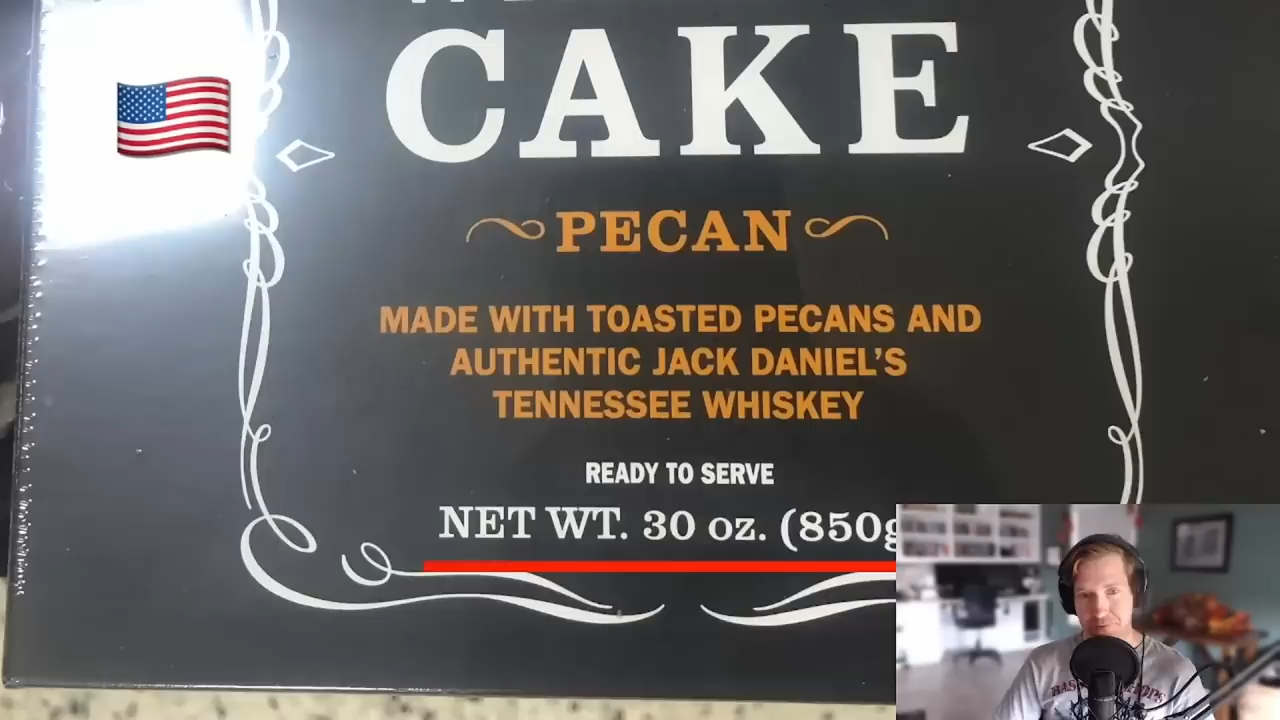 CAKE
PECAN
MADE WITH TOASTED PECANS AND
AUTHENTIC JACK DANIEL'S
TENNESSEE WHISKEY
READY TO SERVE
NET WT. 30 oz. (850g